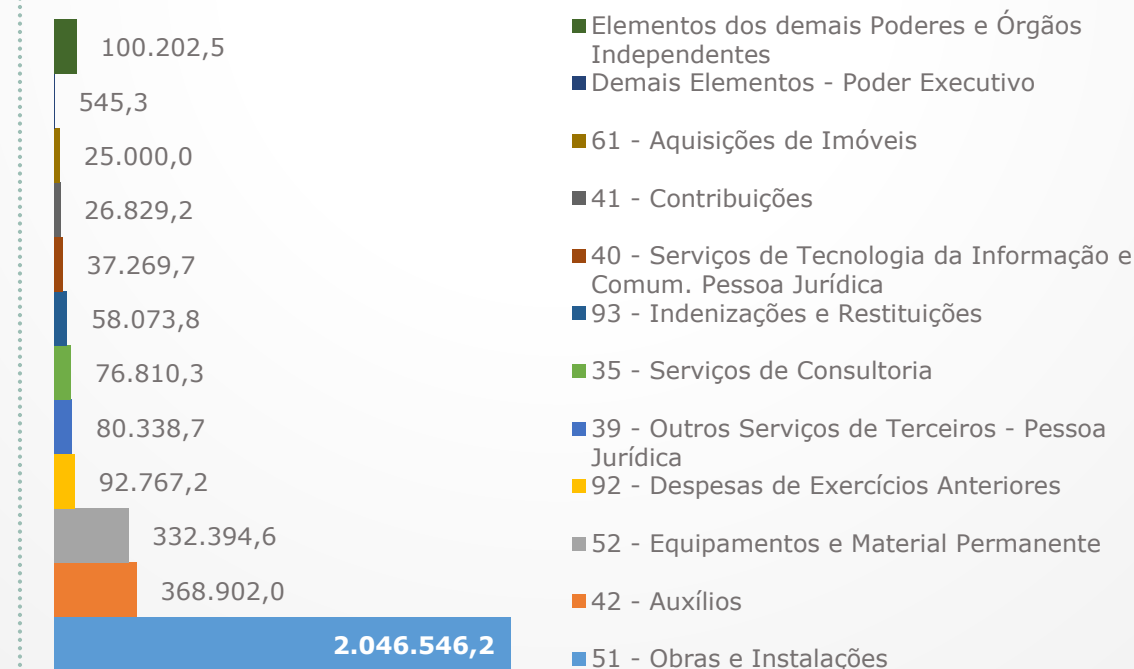 100.202,5
545,3
25.000,0
26.829,2
37.269,7
58.073,8
76.810,3
80.338,7
92.767,2
332.394,6
368.902,0
2.046.546,2
Elementos dos demais Poderes e Órgãos
Independentes
Demais Elementos - Poder Executivo
61 - Aquisições de Imóveis
41 - Contribuições
40 - Serviços de Tecnologia da Informação e
Comum. Pessoa Jurídica
93 - Indenizações e Restituições
35 - Serviços de Consultoria
39 - Outros Serviços de Terceiros - Pessoa
Jurídica
92 - Despesas de Exercícios Anteriores
52 - Equipamentos e Material Permanente
42 - Auxílios
51 - Obras e Instalações